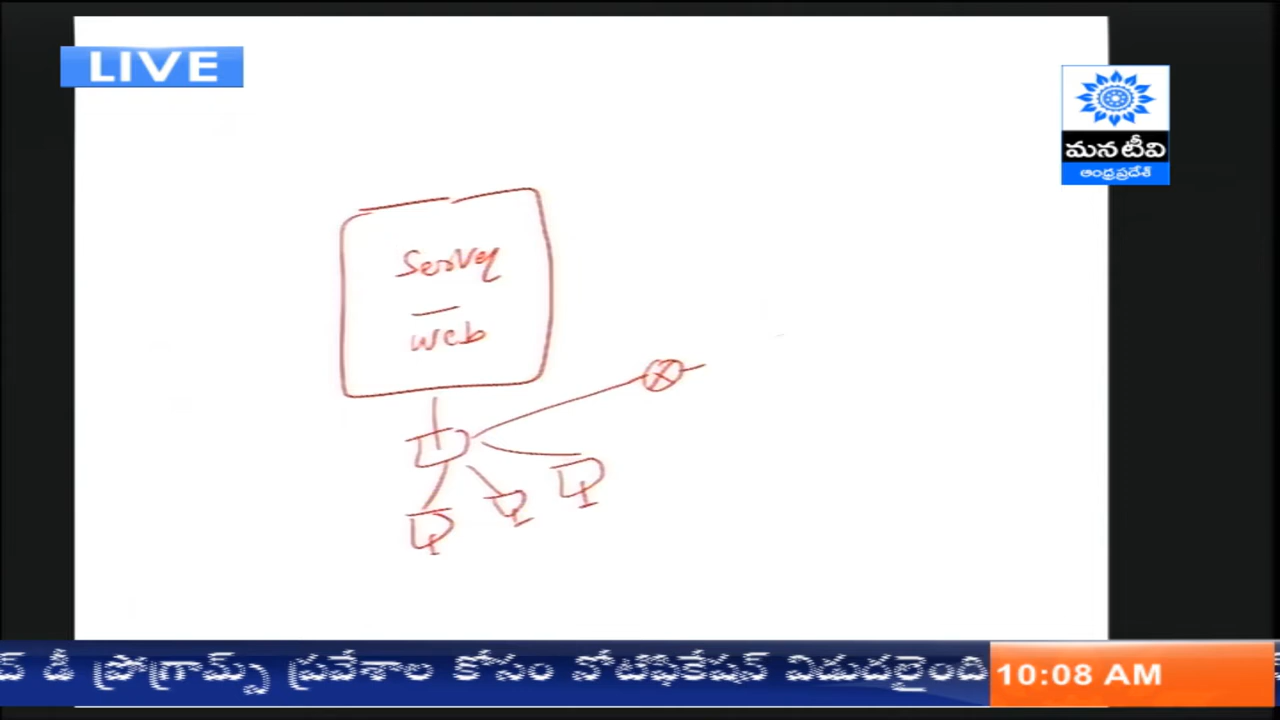 LIVE
మన టీవి
ఆంధ్రప్రదేశ్
Server
web
డీ ప్రోగ్రామ్స్ ప్రవేశాల కోసం నోటిఫికేషన్ విడుదలైంది
10:08 AM